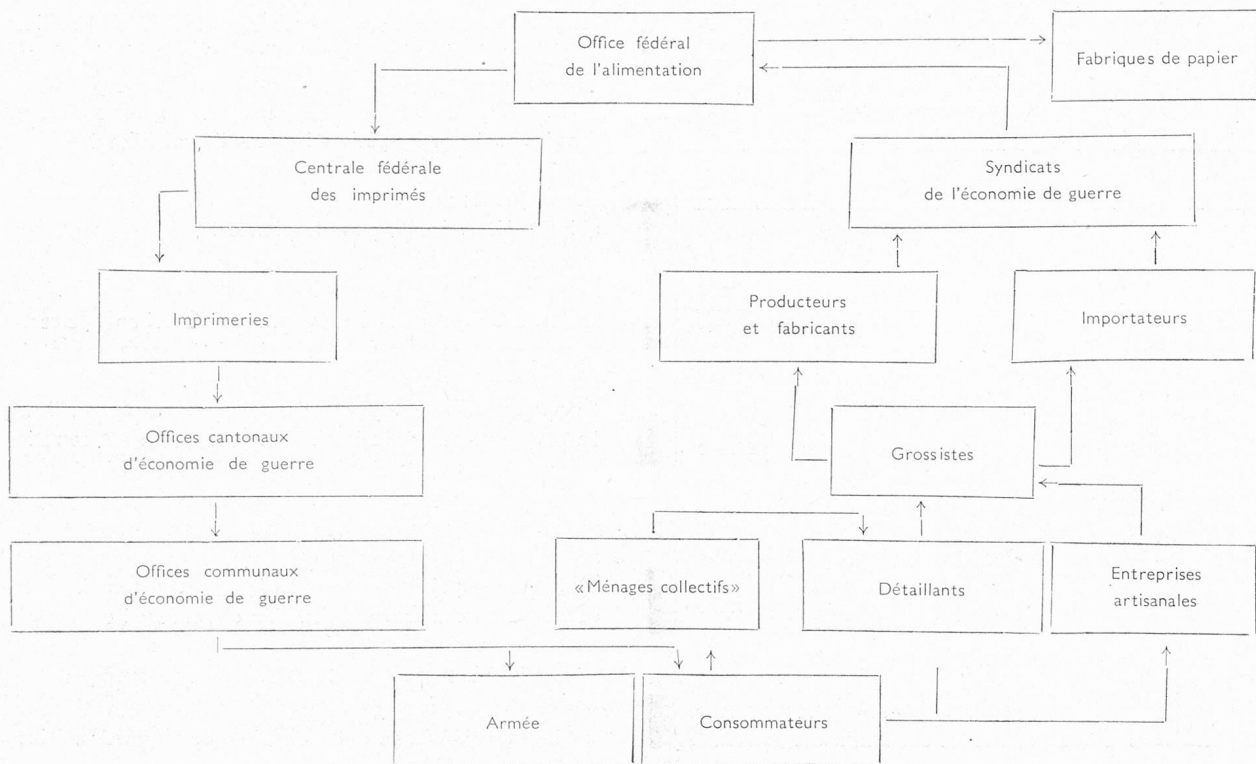 Office fédéral
de l'alimentation
Fabriques de papier
Centrale fédérale
des imprimés
Syndicats
de l'économie de guerre
Imprimeries
Producteurs
et fabricants
Importateurs
Offices cantonaux
d'économie de guerre
Grossistes
Offices communaux
d'économie de guerre
«Ménages collectifs»
Détaillants
Entreprises
artisanales
Armée
Consommateurs